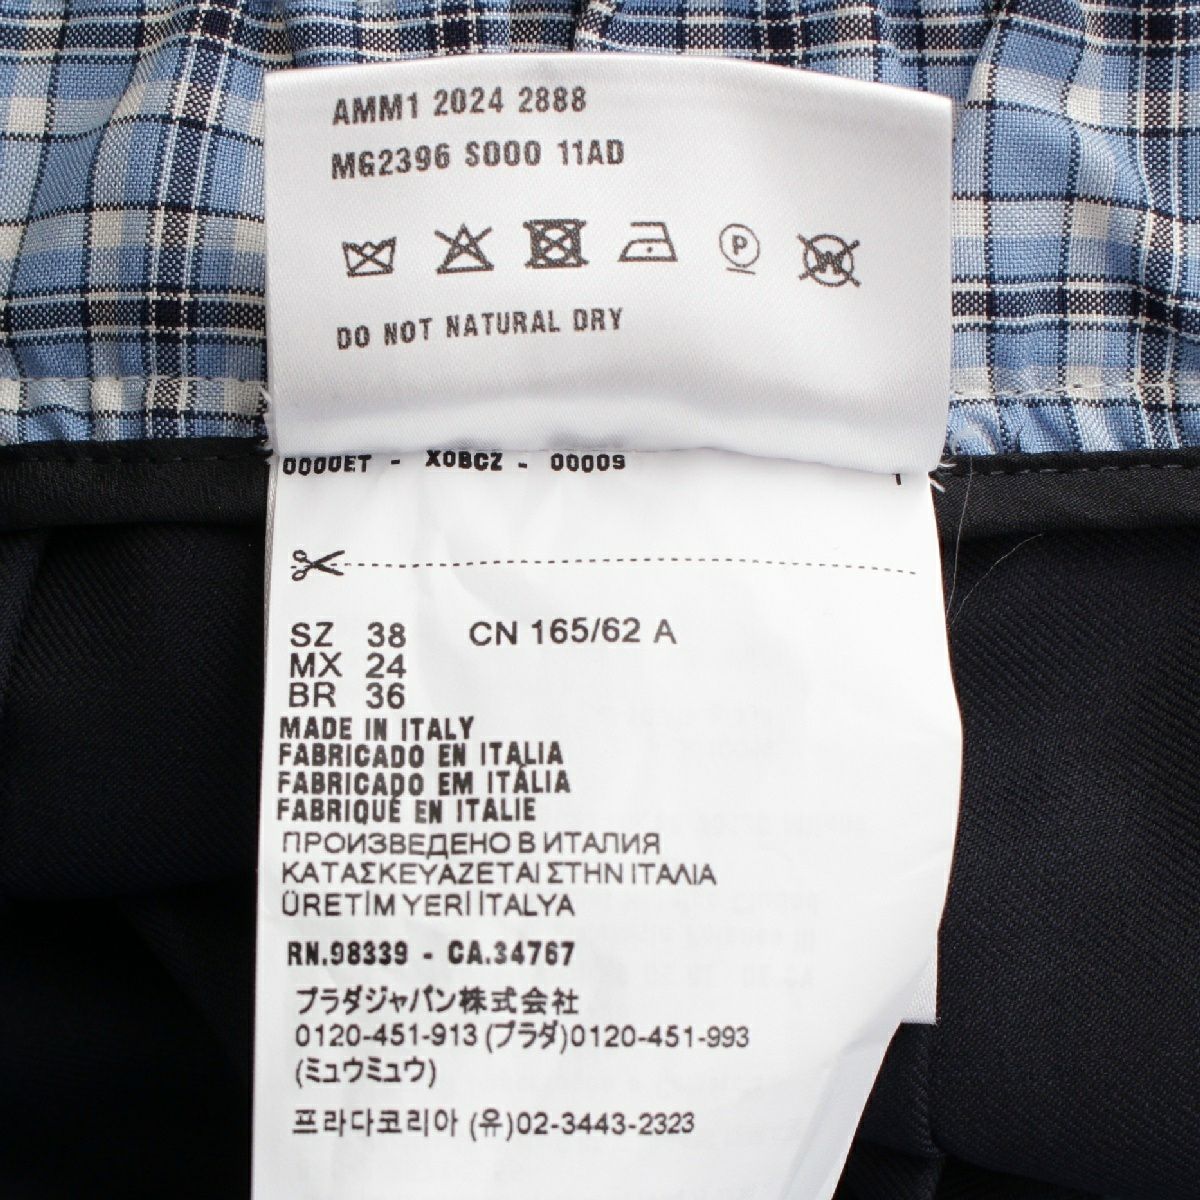 AMM1 2024 2888
MG2396 S000 11AD
P
W
DO NOT NATURAL DRY
0000ET - X0BCZ - 0000S
SZ 38 CN 165/62 A
MX 24
BR 36
MADE IN ITALY
FABRICADO EN ITALIA
FABRICADO EM ITÁLIA
FABRIQUÉ EN ITALIE
ПРОИЗВЕДЕНО В ИТАЛИЯ
ΚΑΤΑΣΚΕΥΑΖΕΤΑΙ ΣΤΗΝ ΙΤΑΛΙΑ
ÜRETİM YERİ İTALYA
RN.98339 - CA.34767
プラダジャパン株式会社
0120-451-913 (プラダ)0120-451-993
(ミュウミュウ)
프라다코리아 (유)02-3443-2323